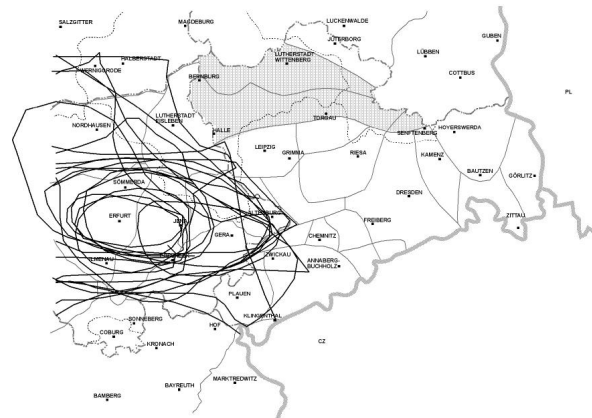 SALZGITTER
MAGDEBURG
LUCKENWALDE
GUBEN
JÜTERBORG
LÜBBEN
HALBERSTADT
LUTHERSTADT
WITTENBERG
WERNIGORODE
BERNBURG
COTTBUS
PL
LUTHERSTADT
EISLEBEN
TORGAU
NORDHAUSEN
HALLE
SENFTENBERG
HOYERSWERDA
LEIPZIG
GRIMMA
RIESA
KAMENZ
BAUTZEN
GÖRLITZ
SÖMMERDA
DRESDEN
ERFURT
JENA
ALTENBURG
FREIBERG
ZITTAU
GERA
CHEMNITZ
ILMENAU
ZWICKAU
ANNABERG-
BUCHHOLZ
PLAUEN
KLINGENTHAL
SONNEBERG
HOF
COBURG
KRONACH
CZ
MARKTREDWITZ
BAYREUTH
BAMBERG